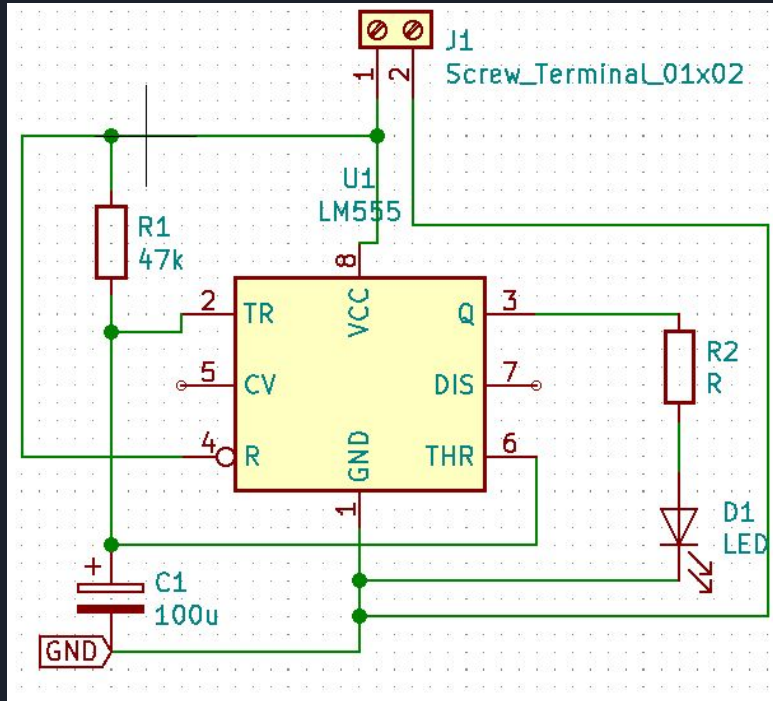 J1
Screw_Terminal_01x02
1
2
U1
LM555
R1
47k
8
2
TR
VCC
Q
3
R2
R
5
CV
DIS
7
4
R
GND
THR
6
1
D1
LED
+
C1
100u
GND